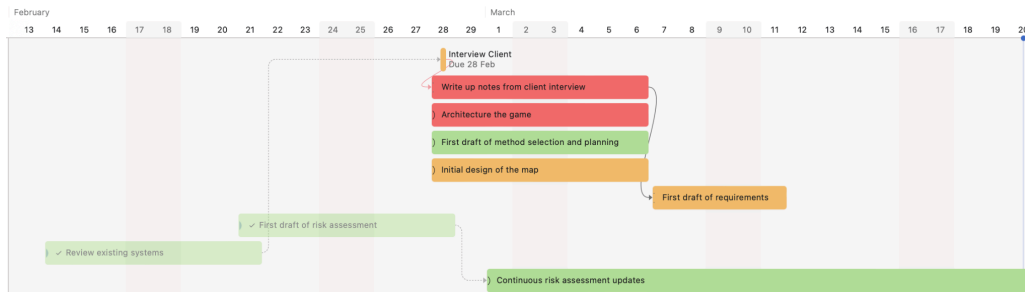 February
March
13 14 15 16 17 18 19 20 21 22 23 24 25 26 27 28 29 1 2 3 4 5 6 7 8 9 10 11 12 13 14 15 16 17 18 19 20
Interview Client
Due 28 Feb
Write up notes from client interview
Architecture the game
First draft of method selection and planning
Initial design of the map
First draft of requirements
✓ First draft of risk assessment
✓ Review existing systems
Continuous risk assessment updates